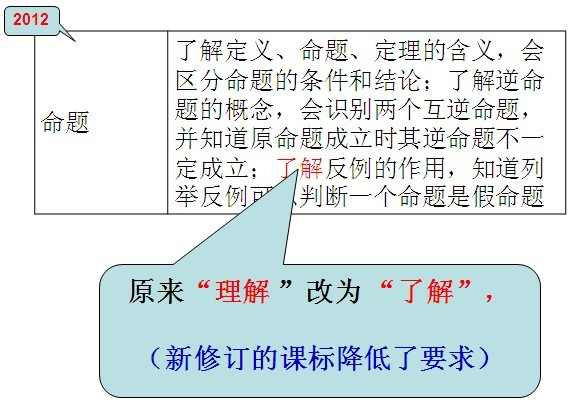 2012
命题
了解定义、命题、定理的含义，会
区分命题的条件和结论；了解逆命
题的概念，会识别两个互逆命题，
并知道原命题成立时其逆命题不一
定成立；了解反例的作用，知道列
举反例可以判断一个命题是假命题
原来“理解 ”改为 “了解”，
（新修订的课标降低了要求）